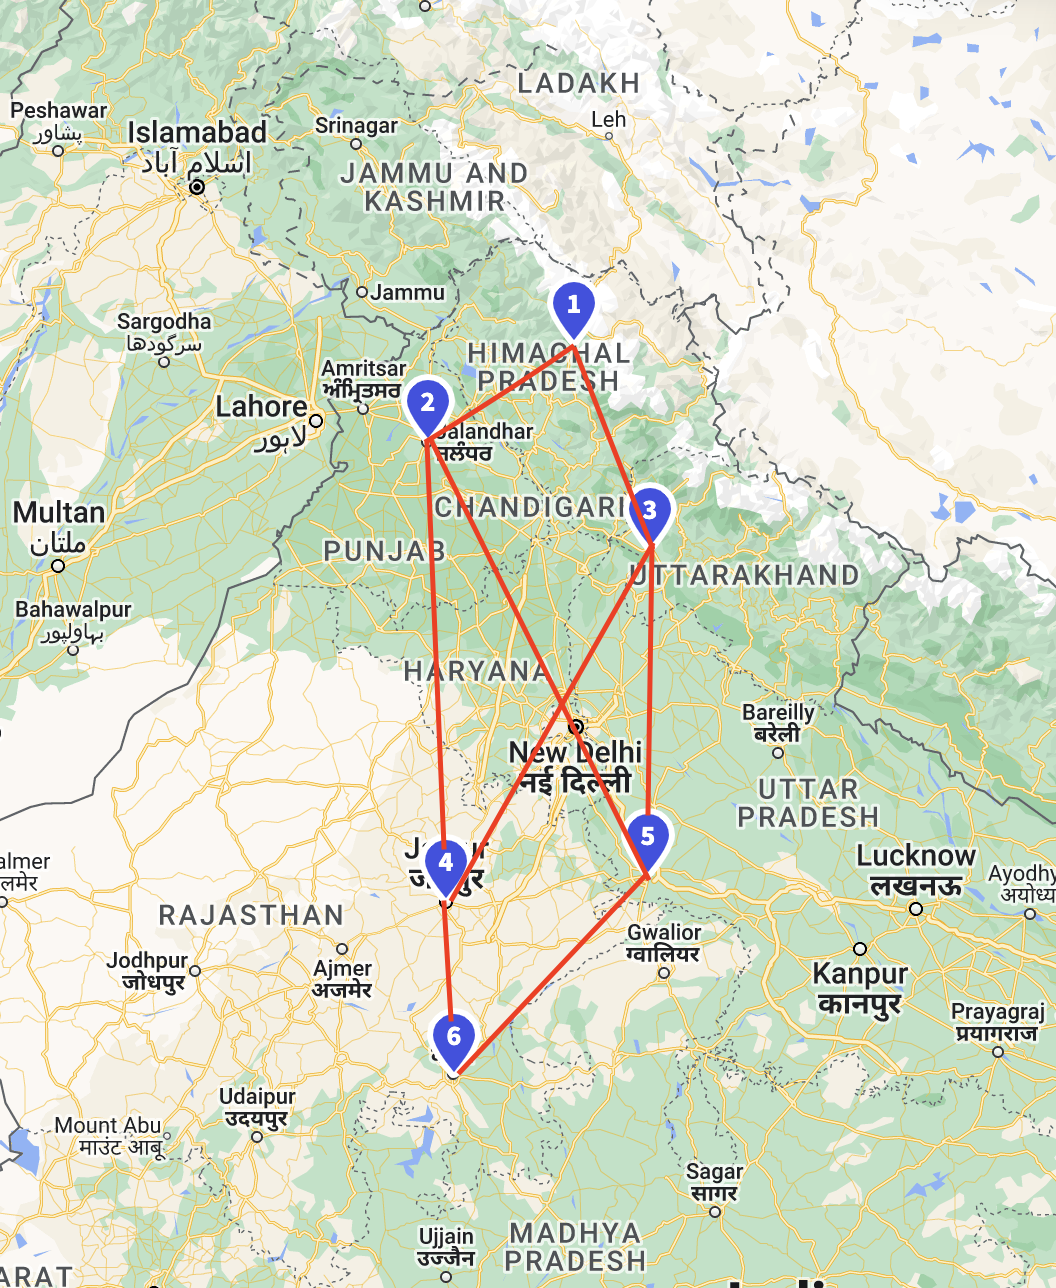 LADAKH
Peshawar
پشاور
Leh
Islamabad
اسلام آباد
Srinagar
JAMMU AND
KASHMIR
Jammu
1
Sargodha
سرگودھا
HIMACHAL
PRADESH
Amritsar
ਅੰਮ੍ਰਿਤਸਰ
2
Lahore
لاہور
Jalandhar
ਜਲੰਧਰ
Multan
ملتان
CHANDIGARH
3
PUNJAB
UTTARAKHAND
Bahawalpur
بہاولپور
HARYANA
Bareilly
बरेली
New Delhi
नई दिल्ली
UTTAR
PRADESH
5
4
Lucknow
लखनऊ
almer
लमेर
Ayodhy
अयोध्य
RAJASTHAN
Gwalior
ग्वालियर
Jodhpur
जोधपुर
Ajmer
अजमेर
Kanpur
कानपुर
Prayagraj
प्रयागराज
6
Udaipur
उदयपुर
Mount Abu
माउंट आबू
Sagar
सागर
Ujjain
उज्जैन
MADHYA
PRADESH
ARAT